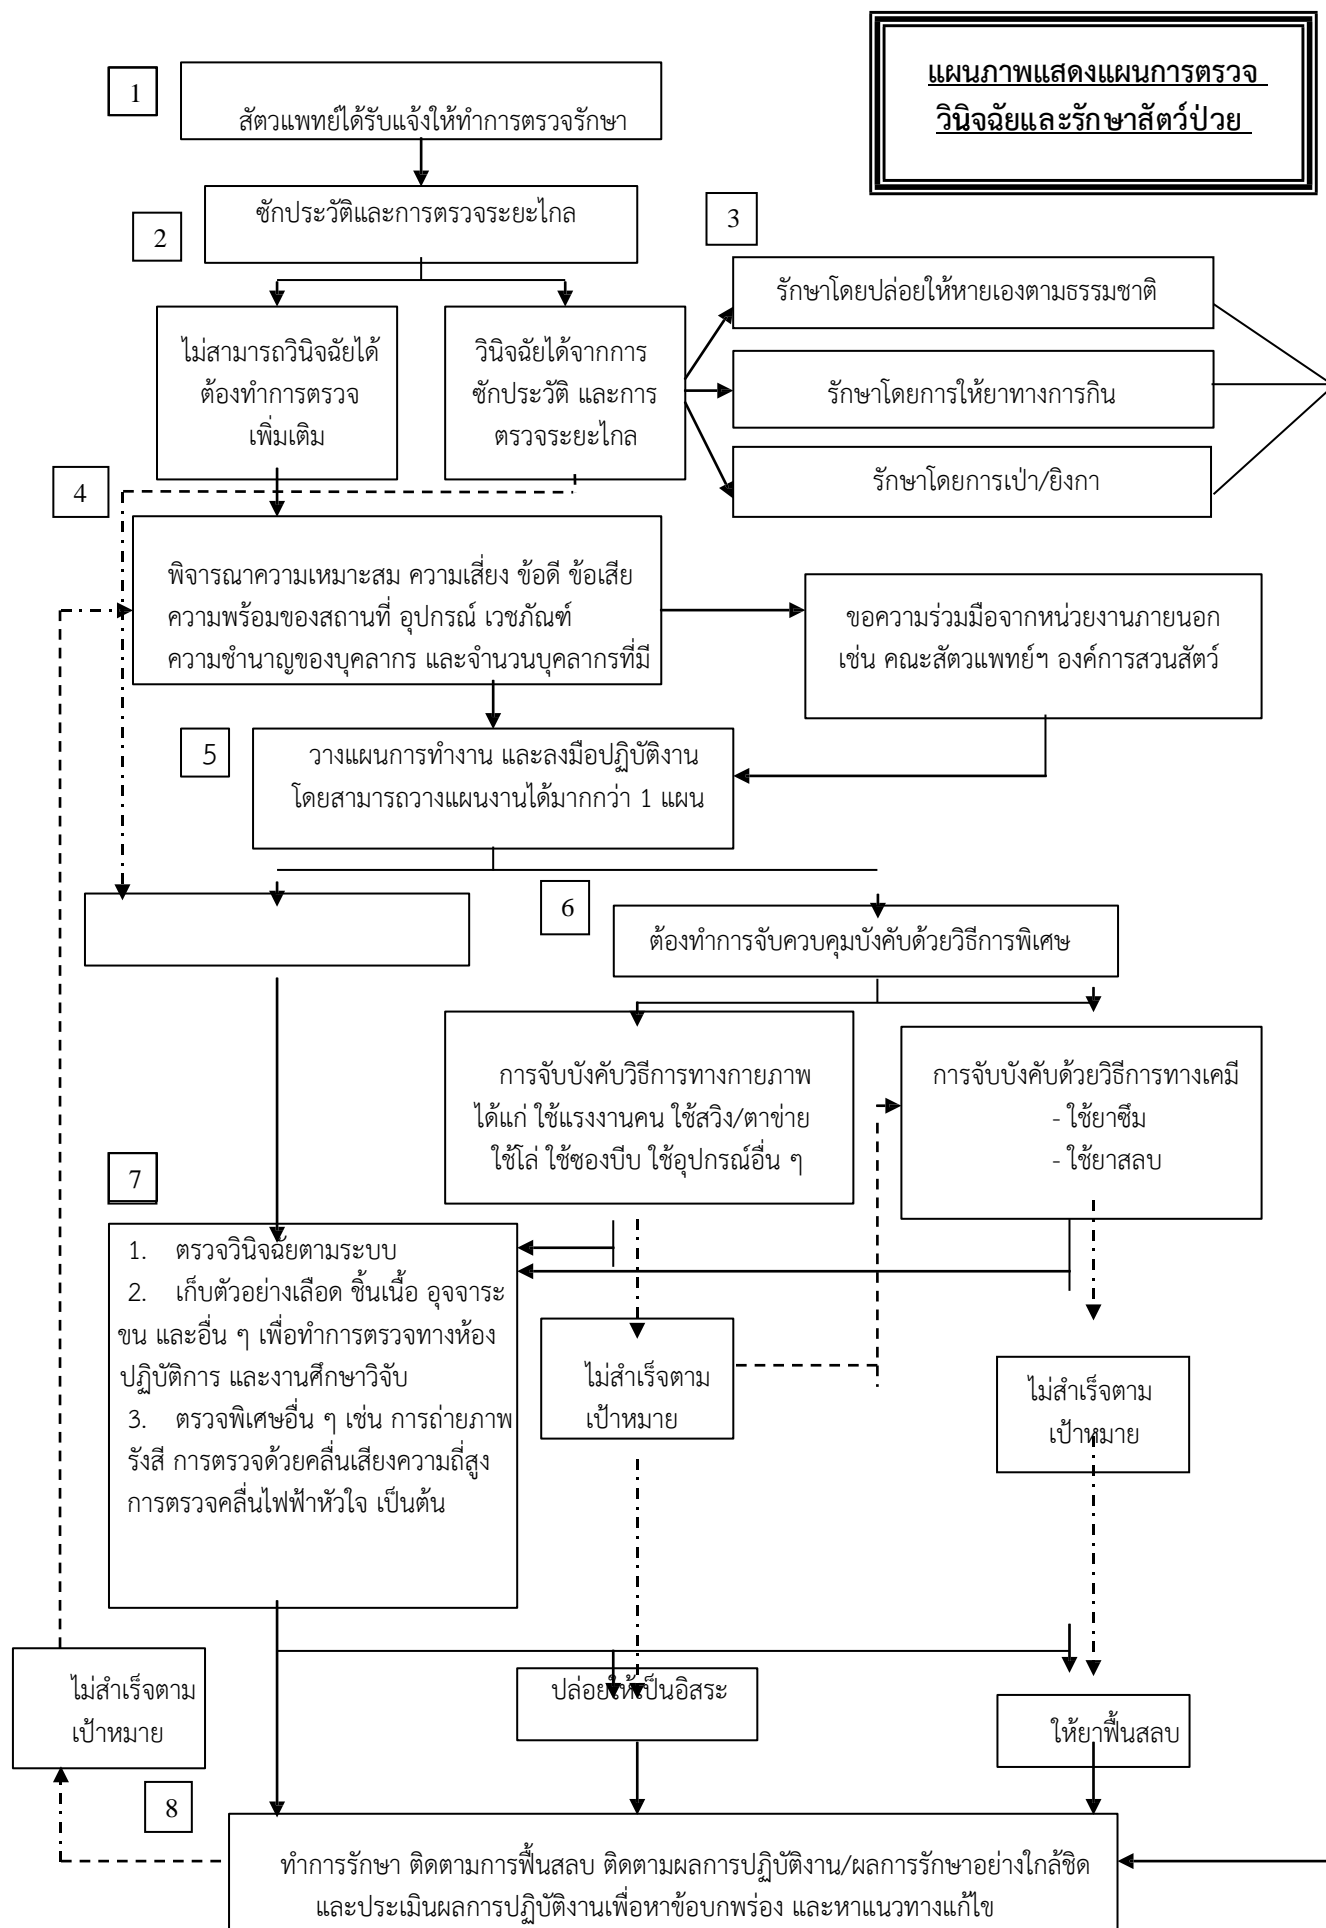 แผนภาพแสดงแผนการตรวจ
วินิจฉัยและรักษาสัตว์ป่วย
1
สัตวแพทย์ได้รับแจ้งให้ทำการตรวจรักษา
2
ซักประวัติและการตรวจระยะไกล
3
รักษาโดยปล่อยให้หายเองตามธรรมชาติ
ไม่สามารถวินิจฉัยได้
ต้องทำการตรวจ
เพิ่มเติม
วินิจฉัยได้จากการ
ซักประวัติ และการ
ตรวจระยะไกล
รักษาโดยการให้ยาทางการกิน
รักษาโดยการเป่า/ยิงกา
4
พิจารณาความเหมาะสม ความเสี่ยง ข้อดี ข้อเสีย
ความพร้อมของสถานที่ อุปกรณ์ เวชภัณฑ์
ความชำนาญของบุคลากร และจำนวนบุคลากรที่มี
ขอความร่วมมือจากหน่วยงานภายนอก
เช่น คณะสัตวแพทย์ฯ องค์การสวนสัตว์
5
วางแผนการทำงาน และลงมือปฏิบัติงาน
โดยสามารถวางแผนงานได้มากกว่า 1 แผน
6
ต้องทำการจับควบคุมบังคับด้วยวิธีการพิเศษ
การจับบังคับวิธีการทางกายภาพ
ได้แก่ ใช้แรงงานคน ใช้สวิง/ตาข่าย
ใช้โล่ ใช้ซองบีบ ใช้อุปกรณ์อื่น ๆ
การจับบังคับด้วยวิธีการทางเคมี
- ใช้ยาซึม
- ใช้ยาสลบ
7
1. ตรวจวินิจฉัยตามระบบ
2. เก็บตัวอย่างเลือด ชิ้นเนื้อ อุจจาระ
ขน และอื่น ๆ เพื่อทำการตรวจทางห้อง
ปฏิบัติการ และงานศึกษาวิจับ
3. ตรวจพิเศษอื่น ๆ เช่น การถ่ายภาพ
รังสี การตรวจด้วยคลื่นเสียงความถี่สูง
การตรวจคลื่นไฟฟ้าหัวใจ เป็นต้น
ไม่สำเร็จตาม
เป้าหมาย
ไม่สำเร็จตาม
เป้าหมาย
ไม่สำเร็จตาม
เป้าหมาย
ปล่อยให้เป็นอิสระ
ให้ยาฟื้นสลบ
8
ทำการรักษา ติดตามการฟื้นสลบ ติดตามผลการปฏิบัติงาน/ผลการรักษาอย่างใกล้ชิด
และประเมินผลการปฏิบัติงานเพื่อหาข้อบกพร่อง และหาแนวทางแก้ไข